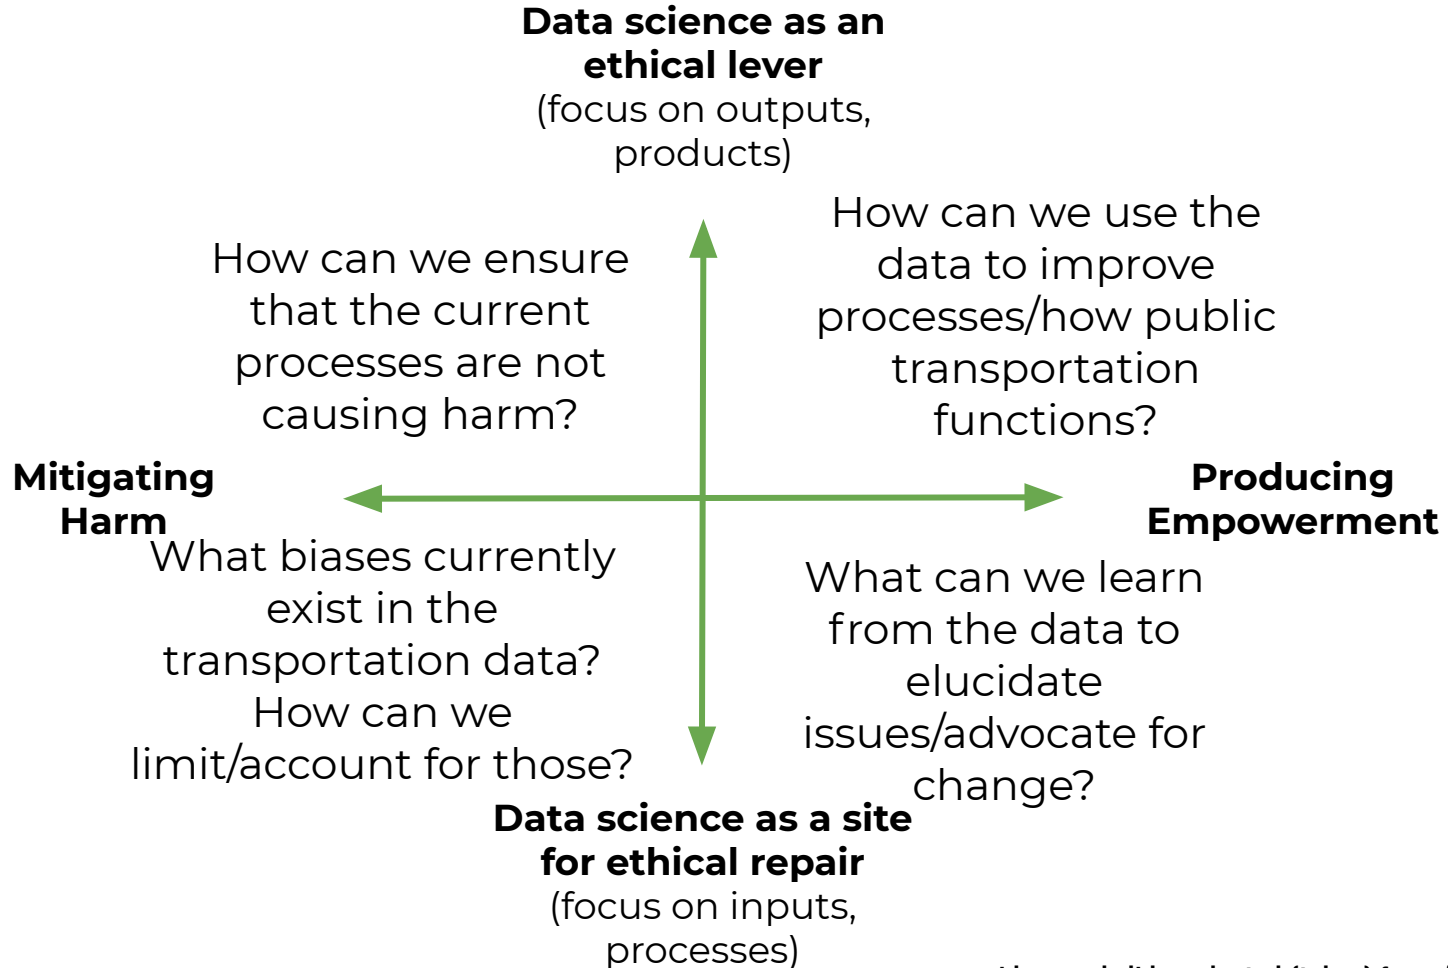 Data science as an
ethical lever
(focus on outputs,
products)
How can we ensure
that the current
processes are not
causing harm?
How can we use the
data to improve
processes/how public
transportation
functions?
Mitigating
Harm
Producing
Empowerment
What biases currently
exist in the
transportation data?
How can we
limit/account for those?
What can we learn
from the data to
elucidate
issues/advocate for
change?
Data science as a site
for ethical repair
(focus on inputs,
processes)